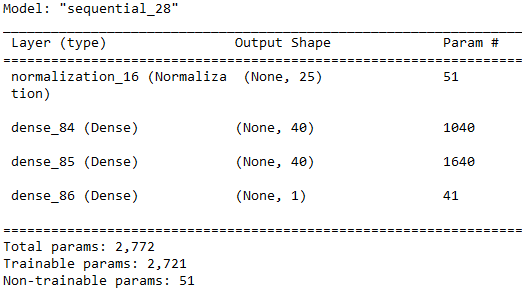 Model: "sequential_28"
_________________________________________________________________
Layer (type) Output Shape Param #
=================================================================
normalization_16 (Normaliza (None, 25) 51
tion)
dense_84 (Dense) (None, 40) 1040
dense_85 (Dense) (None, 40) 1640
dense_86 (Dense) (None, 1) 41
=================================================================
Total params: 2,772
Trainable params: 2,721
Non-trainable params: 51